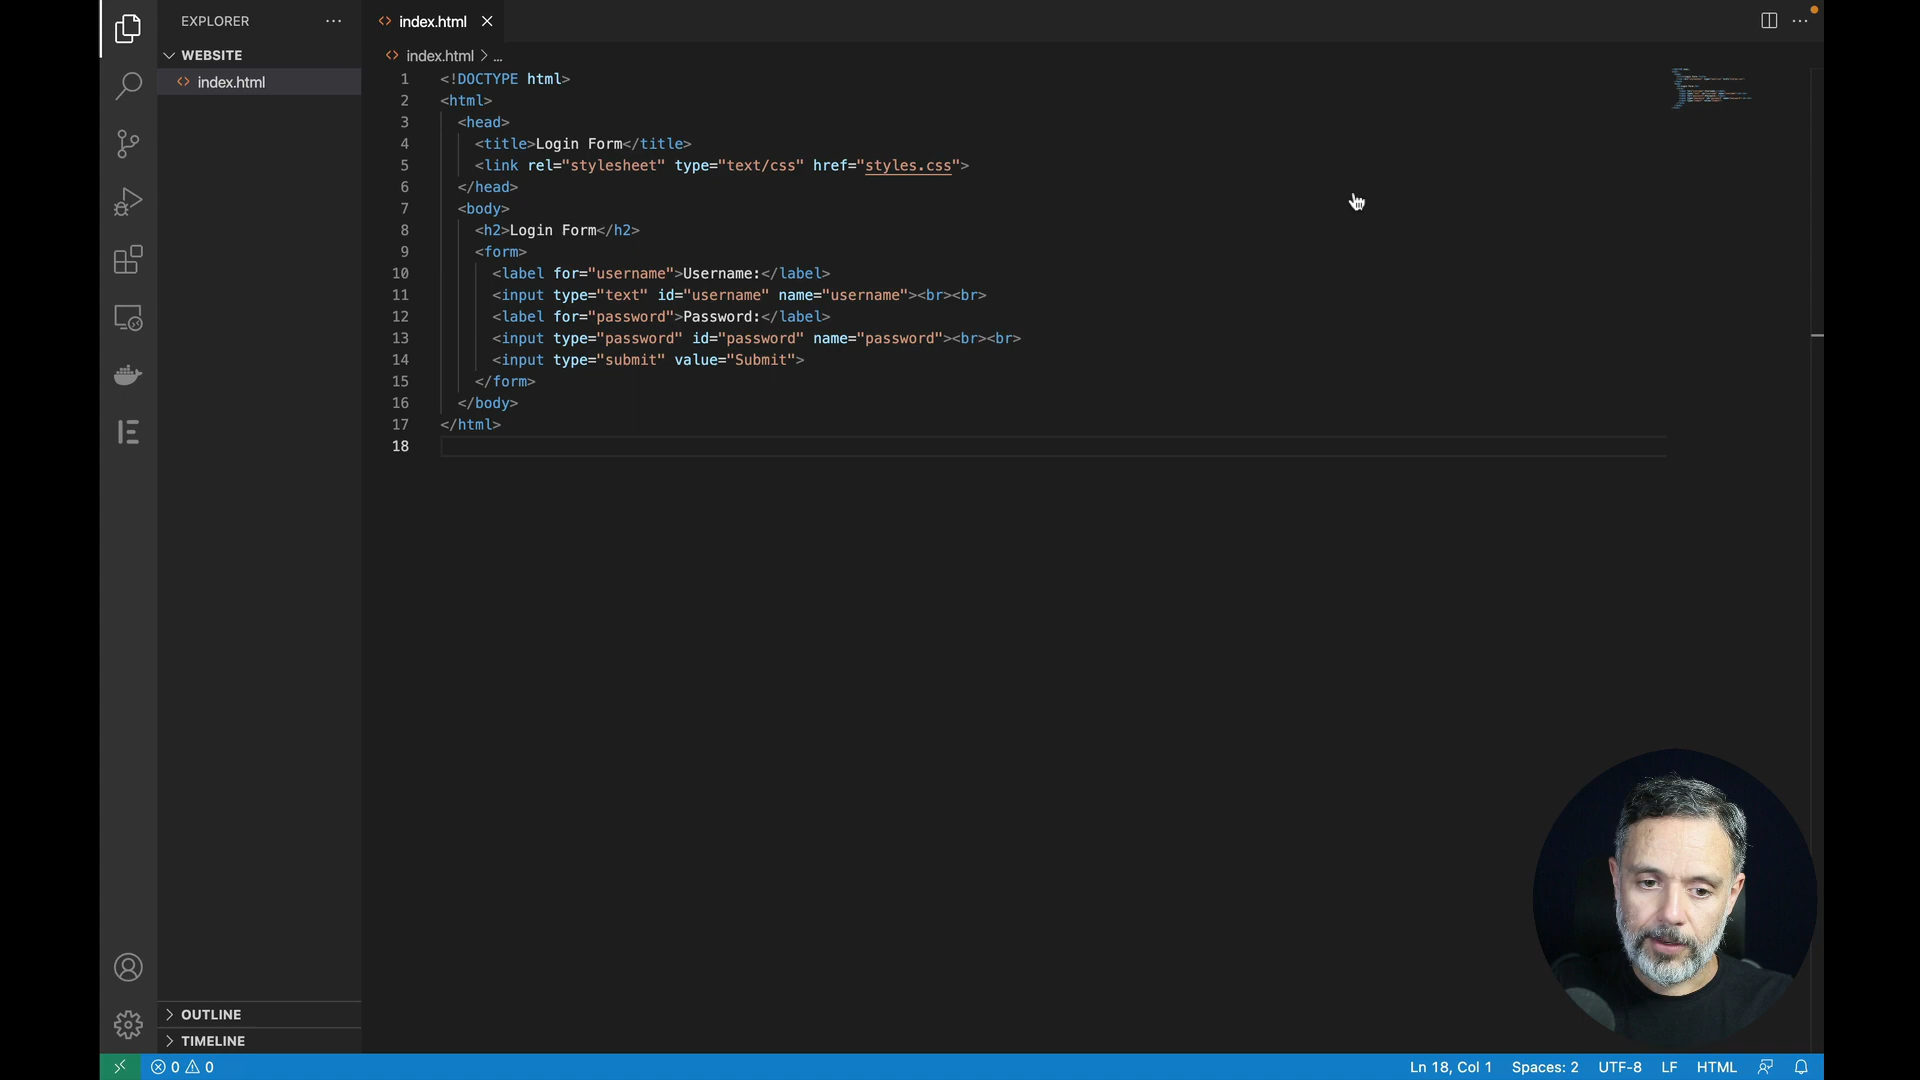 EXPLORER
WEBSITE
index.html
index.html
index.html > ...
1 <!DOCTYPE html>
2 <html>
3 <head>
4 <title>Login Form</title>
5 <link rel="stylesheet" type="text/css" href="styles.css">
6 </head>
7 <body>
8 <h2>Login Form</h2>
9 <form>
10 <label for="username">Username:</label>
11 <input type="text" id="username" name="username"><br><br>
12 <label for="password">Password:</label>
13 <input type="password" id="password" name="password"><br><br>
14 <input type="submit" value="Submit">
15 </form>
16 </body>
17 </html>
18
OUTLINE
TIMELINE
0 0
Ln 18, Col 1 Spaces: 2 UTF-8 LF HTML